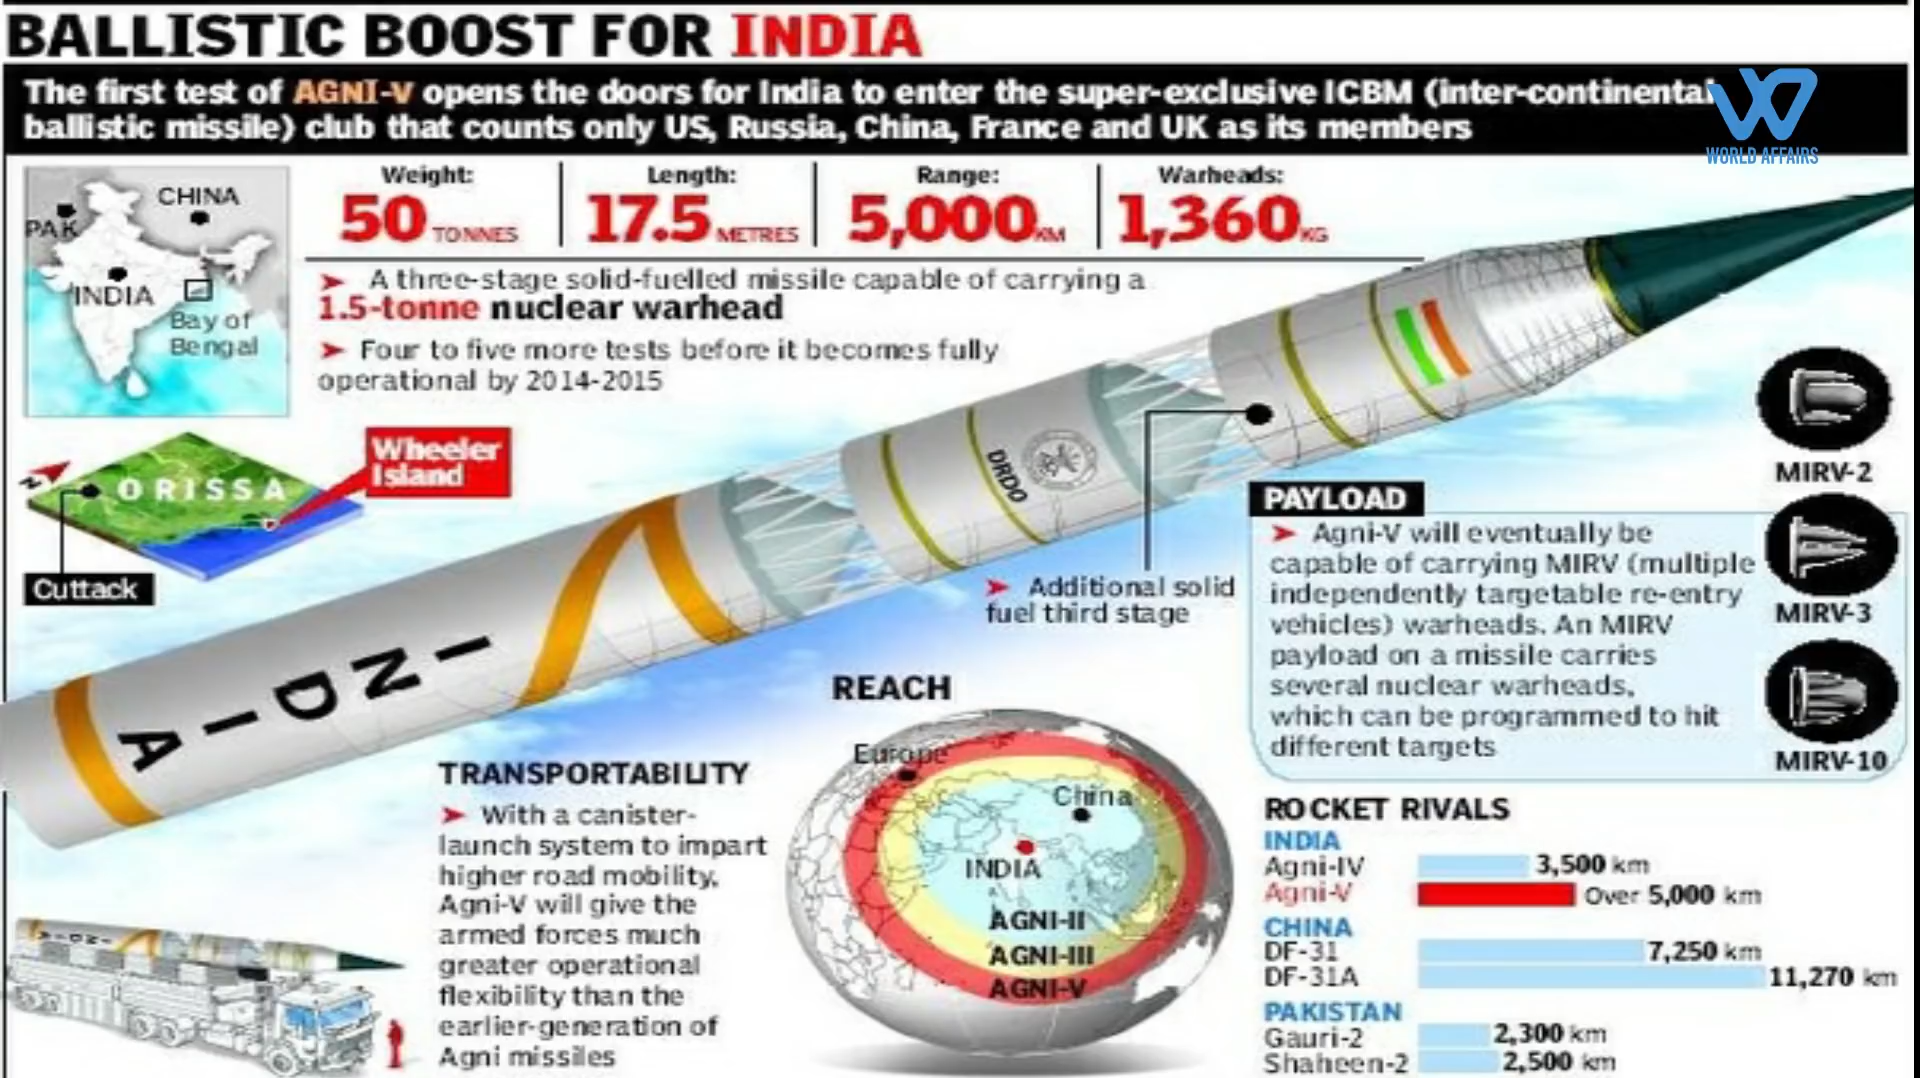 BALLISTIC BOOST FOR INDIA
The first test of AGNI-V opens the doors for India to enter the super-exclusive ICBM (inter-continental
ballistic missile) club that counts only US, Russia, China, France and UK as its members
WORLD AFFAIRS
CHINA
PAK
INDIA
Bay of
Bengal
Weight:
50 TONNES
Length:
17.5 METRES
Range:
5,000 KM
Warheads:
1,360 KG
➤ A three-stage solid-fuelled missile capable of carrying a
1.5-tonne nuclear warhead
➤ Four to five more tests before it becomes fully
operational by 2014-2015
Wheeler
Island
N
ORISSA
Cuttack
INDIA
DRDO
➤ Additional solid
fuel third stage
MIRV-2
MIRV-3
MIRV-10
PAYLOAD
➤ Agni-V will eventually be
capable of carrying MIRV (multiple
independently targetable re-entry
vehicles) warheads. An MIRV
payload on a missile carries
several nuclear warheads,
which can be programmed to hit
different targets
TRANSPORTABILITY
➤ With a canister-
launch system to impart
higher road mobility,
Agni-V will give the
armed forces much
greater operational
flexibility than the
earlier-generation of
Agni missiles
INDIA
REACH
Europe
China
INDIA
AGNI-II
AGNI-III
AGNI-V
ROCKET RIVALS
INDIA
Agni-IV 3,500 km
Agni-V Over 5,000 km
CHINA
DF-31 7,250 km
DF-31A 11,270 km
PAKISTAN
Gauri-2 2,300 km
Shaheen-2 2,500 km